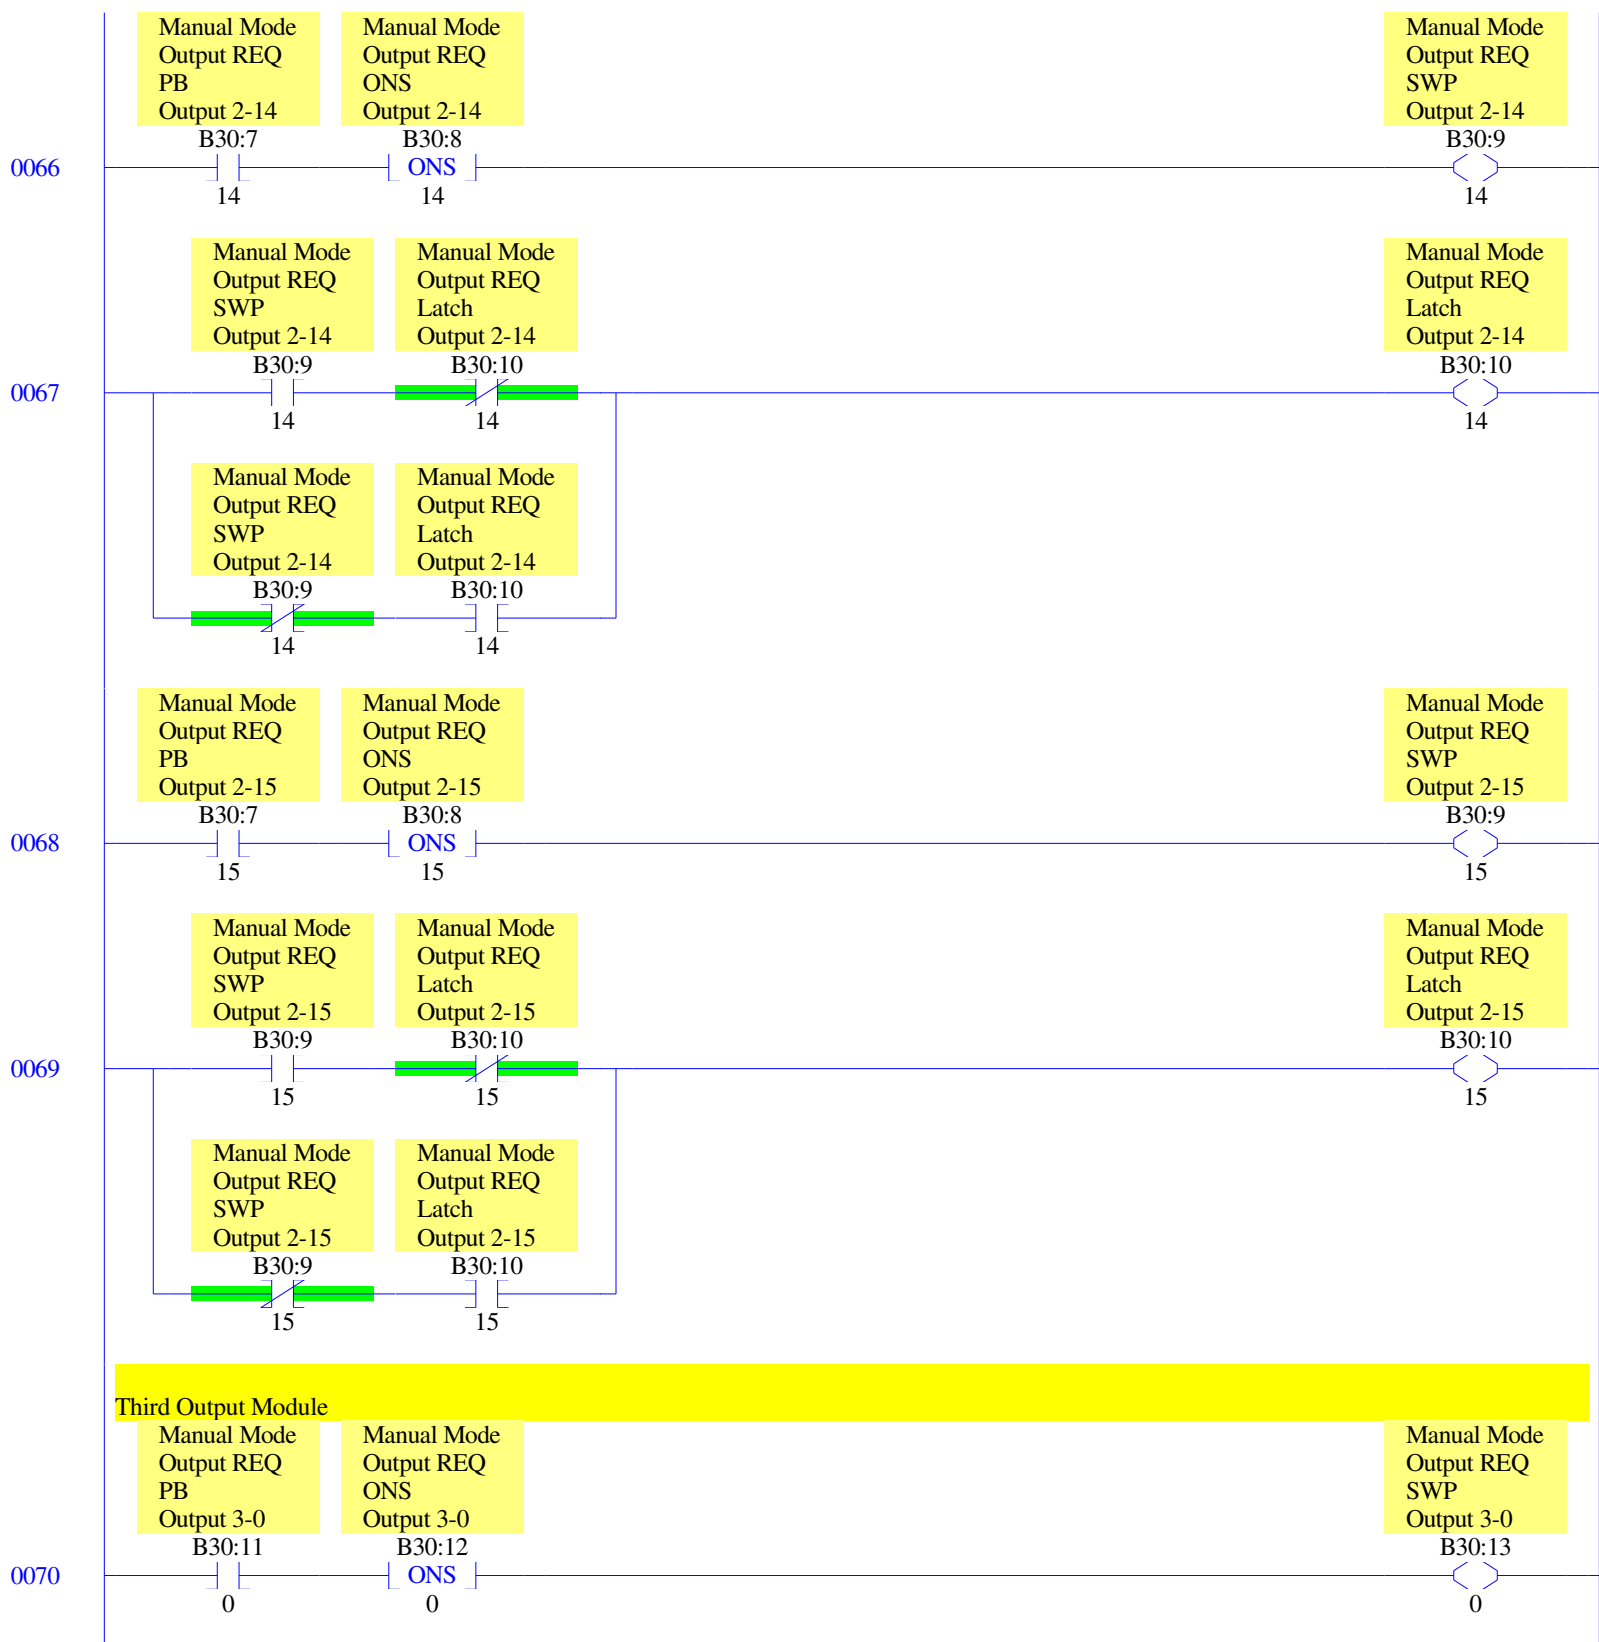 Manual Mode
Output REQ
PB
Output 2-14
B30:7
14
Manual Mode
Output REQ
ONS
Output 2-14
B30:8
ONS
14
Manual Mode
Output REQ
SWP
Output 2-14
B30:9
14
0066
Manual Mode
Output REQ
SWP
Output 2-14
B30:9
14
Manual Mode
Output REQ
Latch
Output 2-14
B30:10
14
Manual Mode
Output REQ
Latch
Output 2-14
B30:10
14
0067
Manual Mode
Output REQ
SWP
Output 2-14
B30:9
14
Manual Mode
Output REQ
Latch
Output 2-14
B30:10
14
Manual Mode
Output REQ
PB
Output 2-15
B30:7
15
Manual Mode
Output REQ
ONS
Output 2-15
B30:8
ONS
15
Manual Mode
Output REQ
SWP
Output 2-15
B30:9
15
0068
Manual Mode
Output REQ
SWP
Output 2-15
B30:9
15
Manual Mode
Output REQ
Latch
Output 2-15
B30:10
15
Manual Mode
Output REQ
Latch
Output 2-15
B30:10
15
0069
Manual Mode
Output REQ
SWP
Output 2-15
B30:9
15
Manual Mode
Output REQ
Latch
Output 2-15
B30:10
15
Third Output Module
Manual Mode
Output REQ
PB
Output 3-0
B30:11
0
Manual Mode
Output REQ
ONS
Output 3-0
B30:12
ONS
0
Manual Mode
Output REQ
SWP
Output 3-0
B30:13
0
0070